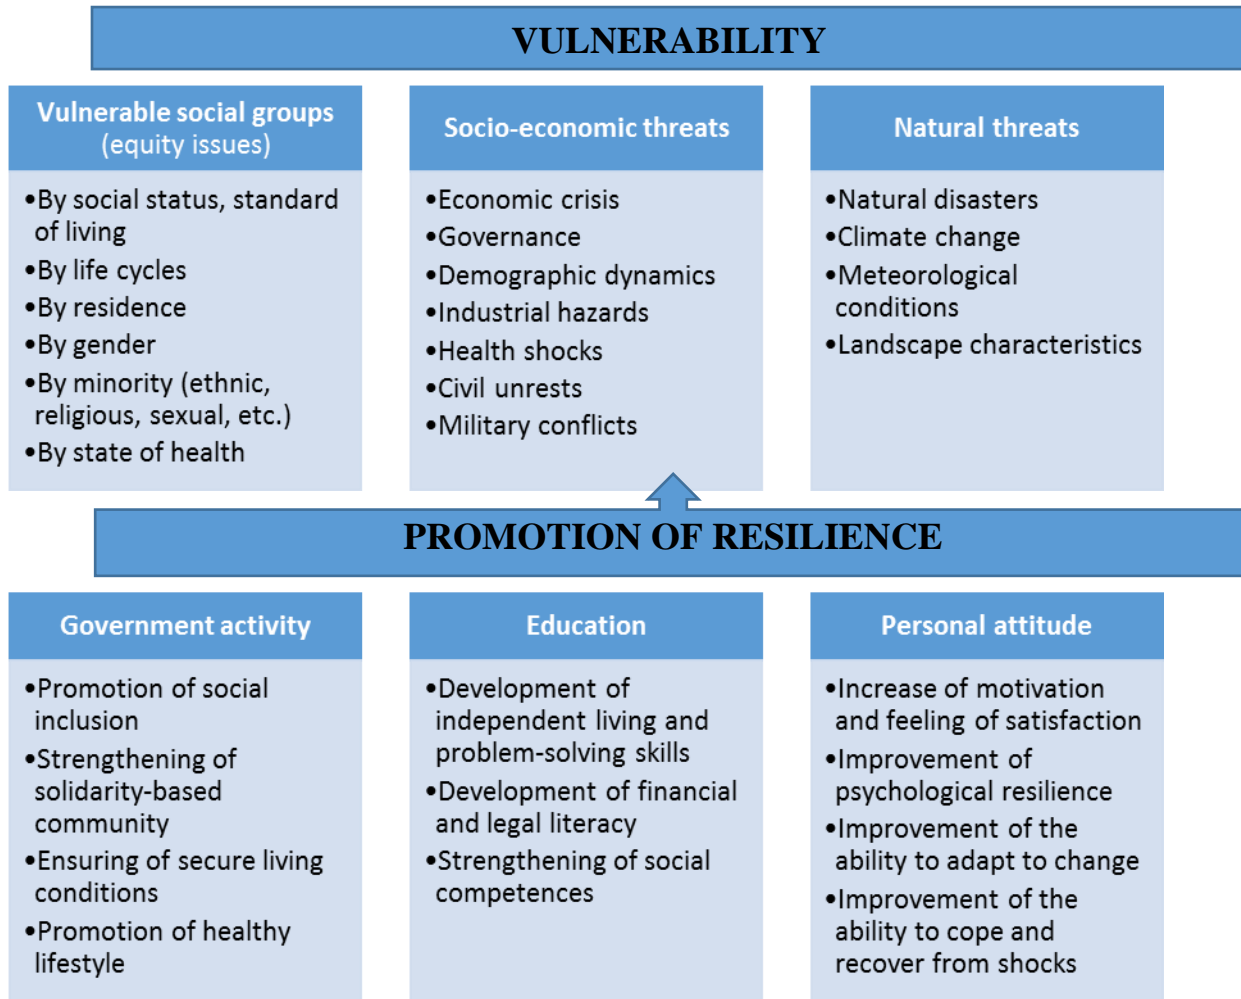 VULNERABILITY
Vulnerable social groups
(equity issues)
•By social status, standard
of living
•By life cycles
•By residence
•By gender
•By minority (ethnic,
religious, sexual, etc.)
•By state of health
Socio-economic threats
•Economic crisis
•Governance
•Demographic dynamics
•Industrial hazards
•Health shocks
•Civil unrests
•Military conflicts
Natural threats
•Natural disasters
•Climate change
•Meteorological
conditions
•Landscape characteristics
PROMOTION OF RESILIENCE
Government activity
•Promotion of social
inclusion
•Strengthening of
solidarity-based
community
•Ensuring of secure living
conditions
•Promotion of healthy
lifestyle
Education
•Development of
independent living and
problem-solving skills
•Development of financial
and legal literacy
•Strengthening of social
competences
Personal attitude
•Increase of motivation
and feeling of satisfaction
•Improvement of
psychological resilience
•Improvement of the
ability to adapt to change
•Improvement of the
ability to cope and
recover from shocks